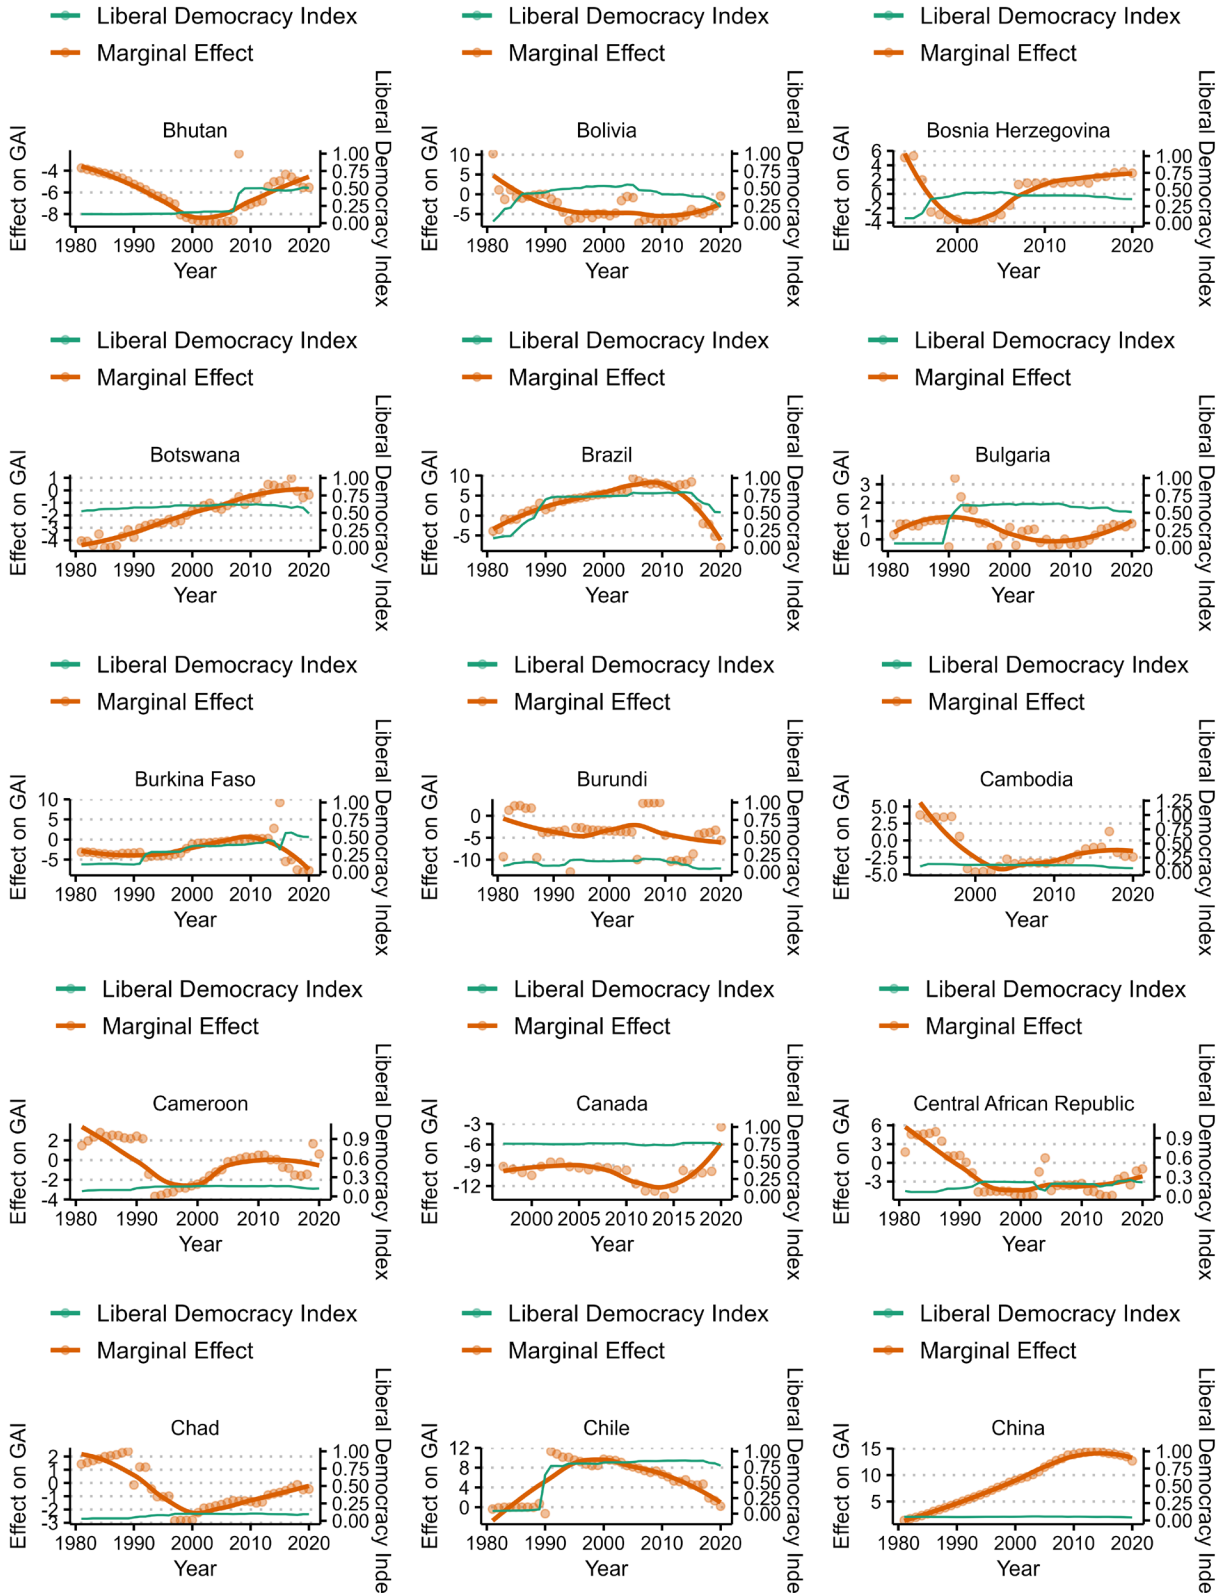 Liberal Democracy Index
Marginal Effect
Bhutan
Effect on GAI
-4
-6
-8
1.00
0.75
0.50
0.25
0.00
Liberal Democracy Index
1980 1990 2000 2010 2020
Year
Liberal Democracy Index
Marginal Effect
Bolivia
Effect on GAI
10
5
0
-5
1.00
0.75
0.50
0.25
0.00
Liberal Democracy Index
1980 1990 2000 2010 2020
Year
Liberal Democracy Index
Marginal Effect
Bosnia Herzegovina
Effect on GAI
6
4
2
0
-2
-4
1.00
0.75
0.50
0.25
0.00
Liberal Democracy Index
2000 2010 2020
Year
Liberal Democracy Index
Marginal Effect
Botswana
Effect on GAI
1
0
-1
-2
-3
-4
1.00
0.75
0.50
0.25
0.00
Liberal Democracy Index
1980 1990 2000 2010 2020
Year
Liberal Democracy Index
Marginal Effect
Brazil
Effect on GAI
10
5
0
-5
1.00
0.75
0.50
0.25
0.00
Liberal Democracy Index
1980 1990 2000 2010 2020
Year
Liberal Democracy Index
Marginal Effect
Bulgaria
Effect on GAI
3
2
1
0
1.00
0.75
0.50
0.25
0.00
Liberal Democracy Index
1980 1990 2000 2010 2020
Year
Liberal Democracy Index
Marginal Effect
Burkina Faso
Effect on GAI
10
5
0
-5
1.00
0.75
0.50
0.25
0.00
Liberal Democracy Index
1980 1990 2000 2010 2020
Year
Liberal Democracy Index
Marginal Effect
Burundi
Effect on GAI
0
-5
-10
1.00
0.75
0.50
0.25
0.00
Liberal Democracy Index
1980 1990 2000 2010 2020
Year
Liberal Democracy Index
Marginal Effect
Cambodia
Effect on GAI
5.0
2.5
0.0
-2.5
-5.0
1.25
1.00
0.75
0.50
0.25
0.00
Liberal Democracy Index
2000 2010 2020
Year
Liberal Democracy Index
Marginal Effect
Cameroon
Effect on GAI
2
0
-2
-4
0.9
0.6
0.3
0.0
Liberal Democracy Index
1980 1990 2000 2010 2020
Year
Liberal Democracy Index
Marginal Effect
Canada
Effect on GAI
-3
-6
-9
-12
1.00
0.75
0.50
0.25
0.00
Liberal Democracy Index
2000 2005 2010 2015 2020
Year
Liberal Democracy Index
Marginal Effect
Central African Republic
Effect on GAI
6
3
0
-3
0.9
0.6
0.3
0.0
Liberal Democracy Index
1980 1990 2000 2010 2020
Year
Liberal Democracy Index
Marginal Effect
Chad
Effect on GAI
2
1
0
-1
-2
-3
1.00
0.75
0.50
0.25
0.00
Liberal Democracy Inde
1980 1990 2000 2010 2020
Year
Liberal Democracy Index
Marginal Effect
Chile
Effect on GAI
12
8
4
0
1.00
0.75
0.50
0.25
0.00
Liberal Democracy Inde
1980 1990 2000 2010 2020
Year
Liberal Democracy Index
Marginal Effect
China
Effect on GAI
15
10
5
1.00
0.75
0.50
0.25
0.00
Liberal Democracy Inde
1980 1990 2000 2010 2020
Year